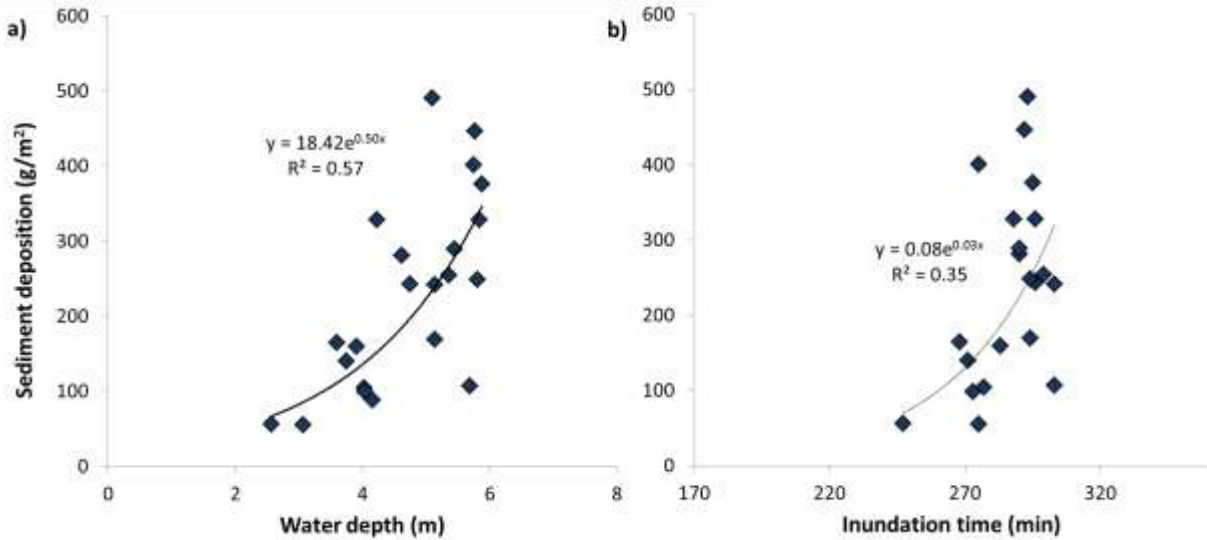 a)
Sediment deposition (g/m²)
600
500
400
300
200
100
0
y = 18.42e^0.50x
R² = 0.57
0 2 4 6 8
Water depth (m)
b)
600
500
400
300
200
100
0
y = 0.08e^0.03x
R² = 0.35
170 220 270 320
Inundation time (min)